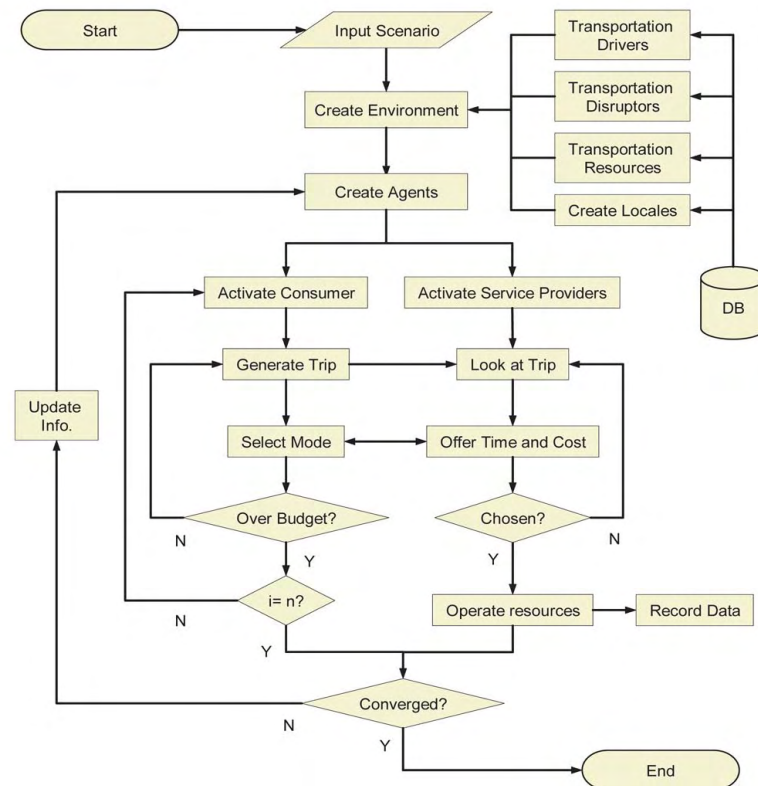 Start
Input Scenario
Transportation
Drivers
Create Environment
Transportation
Disruptors
Transportation
Resources
Create Agents
Create Locales
Activate Consumer
Activate Service Providers
DB
Generate Trip
Look at Trip
Update
Info.
Select Mode
Offer Time and Cost
Over Budget?
Chosen?
N
Y
Y
N
i= n?
Operate resources
Record Data
N
Y
Converged?
N
Y
End